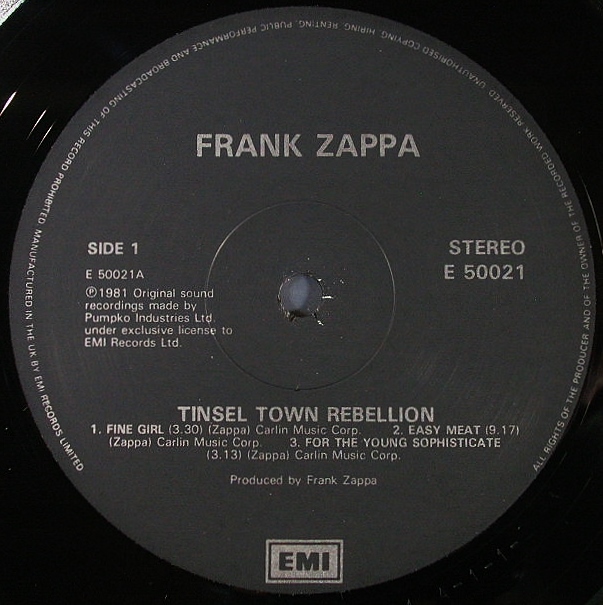 FRANK ZAPPA
SIDE 1
E 50021A
℗1981 Original sound
recordings made by
Pumpko Industries Ltd.
under exclusive license to
EMI Records Ltd.
STEREO
E 50021
TINSEL TOWN REBELLION
1. FINE GIRL (3.30) (Zappa) Carlin Music Corp. 2. EASY MEAT (9.17)
(Zappa) Carlin Music Corp. 3. FOR THE YOUNG SOPHISTICATE
(3.13) (Zappa) Carlin Music Corp.
Produced by Frank Zappa
EMI
ALL RIGHTS OF THE PRODUCER AND OF THE OWNER OF THE RECORDED WORK RESERVED. UNAUTHORISED COPYING, HIRING, RENTING, PUBLIC PERFORMANCE AND BROADCASTING OF THIS RECORD PROHIBITED MANUFACTURED IN THE UK BY EMI RECORDS LIMITED